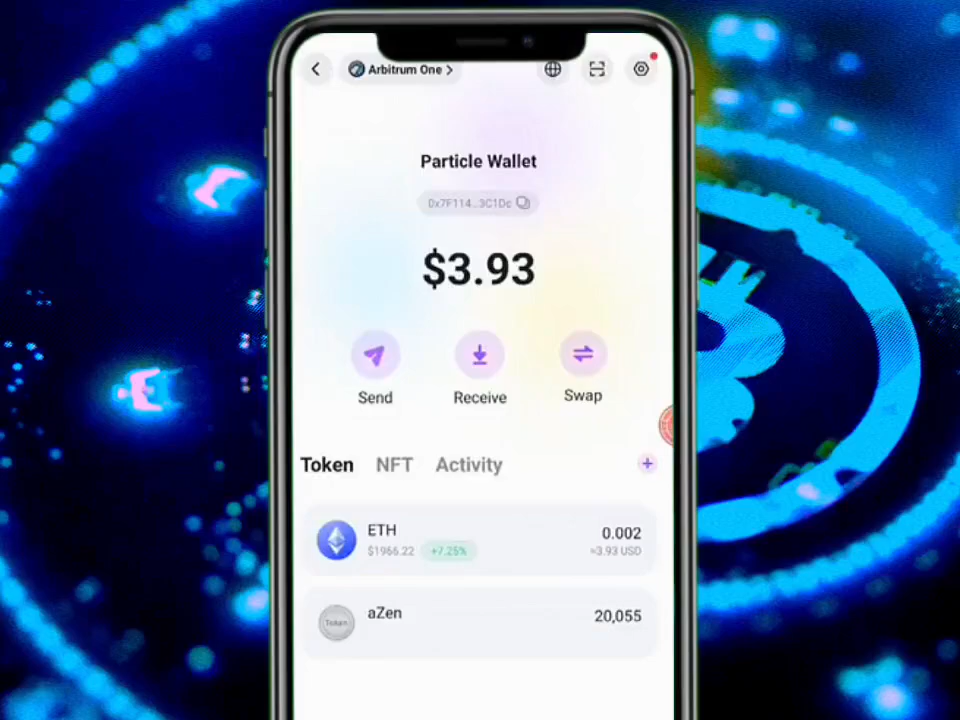 Arbitrum One
Particle Wallet
0x7F114...3C1Dc
$3.93
Send
Receive
Swap
Token
NFT
Activity
+
ETH
0.002
$1966.22
+7.25%
≈3.93 USD
Token
aZen
20,055